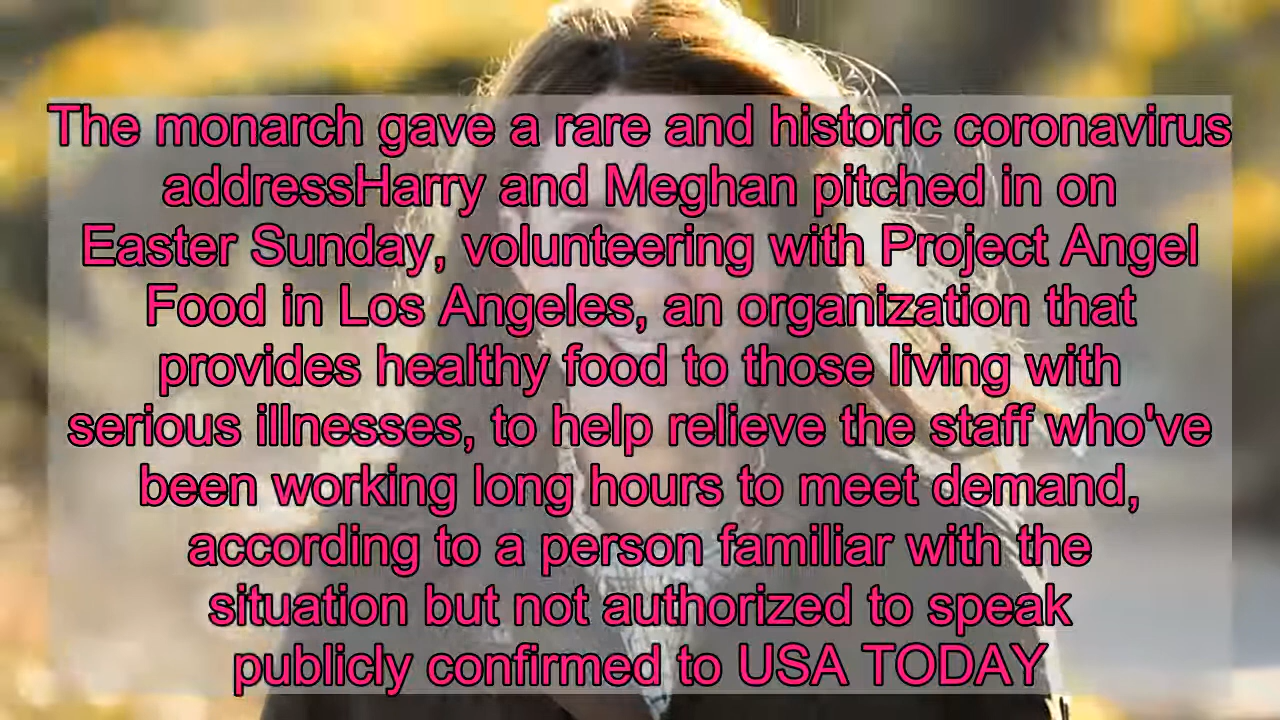 The monarch gave a rare and historic coronavirus
addressHarry and Meghan pitched in on
Easter Sunday, volunteering with Project Angel
Food in Los Angeles, an organization that
provides healthy food to those living with
serious illnesses, to help relieve the staff who've
been working long hours to meet demand,
according to a person familiar with the
situation but not authorized to speak
publicly confirmed to USA TODAY